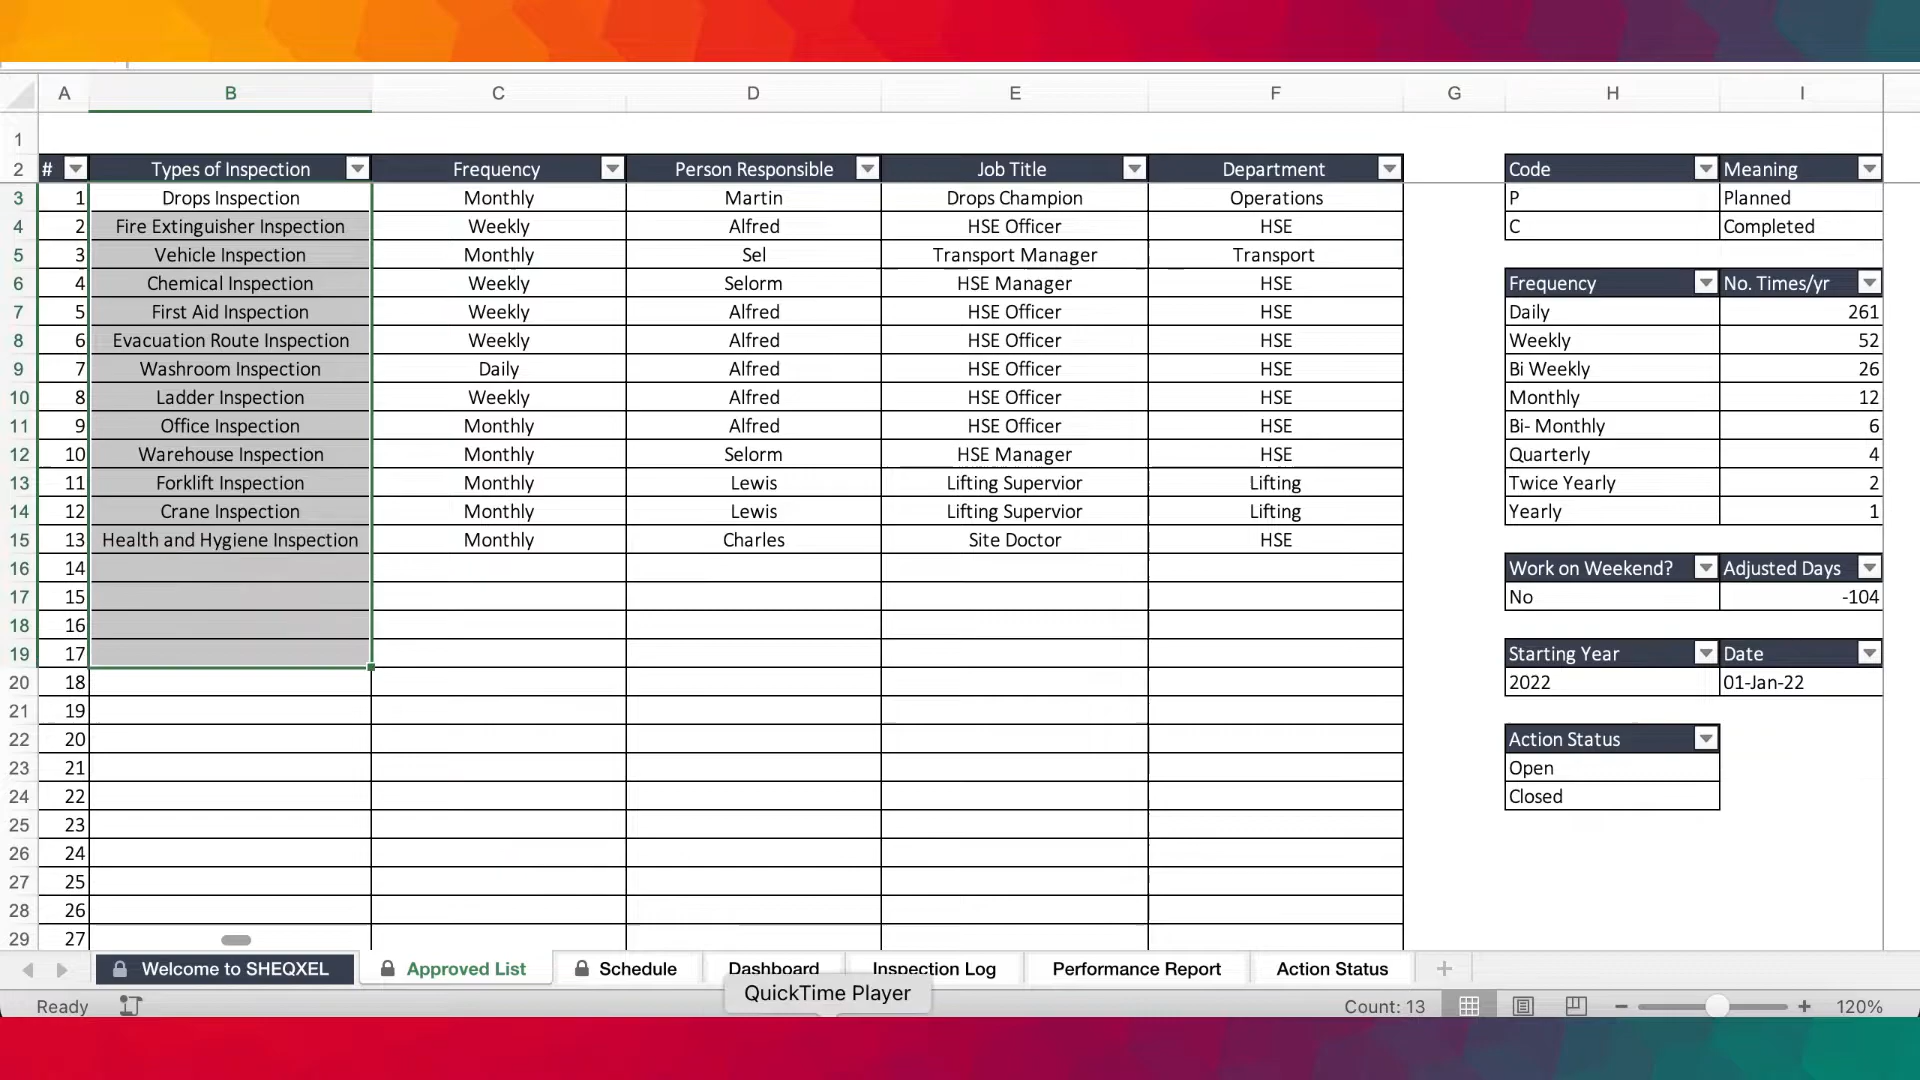 A B C D E F G H I
1
2 # Types of Inspection Frequency Person Responsible Job Title Department Code Meaning
3 1 Drops Inspection Monthly Martin Drops Champion Operations P Planned
4 2 Fire Extinguisher Inspection Weekly Alfred HSE Officer HSE C Completed
5 3 Vehicle Inspection Monthly Sel Transport Manager Transport
6 4 Chemical Inspection Weekly Selorm HSE Manager HSE Frequency No. Times/yr
7 5 First Aid Inspection Weekly Alfred HSE Officer HSE Daily 261
8 6 Evacuation Route Inspection Weekly Alfred HSE Officer HSE Weekly 52
9 7 Washroom Inspection Daily Alfred HSE Officer HSE Bi Weekly 26
10 8 Ladder Inspection Weekly Alfred HSE Officer HSE Monthly 12
11 9 Office Inspection Monthly Alfred HSE Officer HSE Bi- Monthly 6
12 10 Warehouse Inspection Monthly Selorm HSE Manager HSE Quarterly 4
13 11 Forklift Inspection Monthly Lewis Lifting Supervior Lifting Twice Yearly 2
14 12 Crane Inspection Monthly Lewis Lifting Supervior Lifting Yearly 1
15 13 Health and Hygiene Inspection Monthly Charles Site Doctor HSE
16 14 Work on Weekend? Adjusted Days
17 15 No -104
18 16
19 17 Starting Year Date
20 18 2022 01-Jan-22
21 19
22 20 Action Status
23 21 Open
24 22 Closed
25 23
26 24
27 25
28 26
29 27
Welcome to SHEQXEL Approved List Schedule Dashboard Inspection Log Performance Report Action Status
QuickTime Player
Ready Count: 13 120%